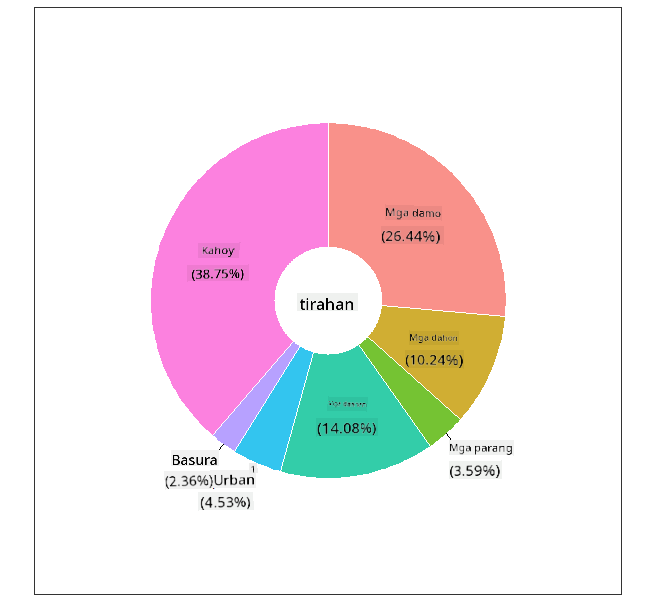 Kahoy
(38.75%)
Mga damo
(26.44%)
tirahan
Mga dahon
(10.24%)
(14.08%)
Mga parang
(3.59%)
Basura
(2.36%)
Urban
(4.53%)